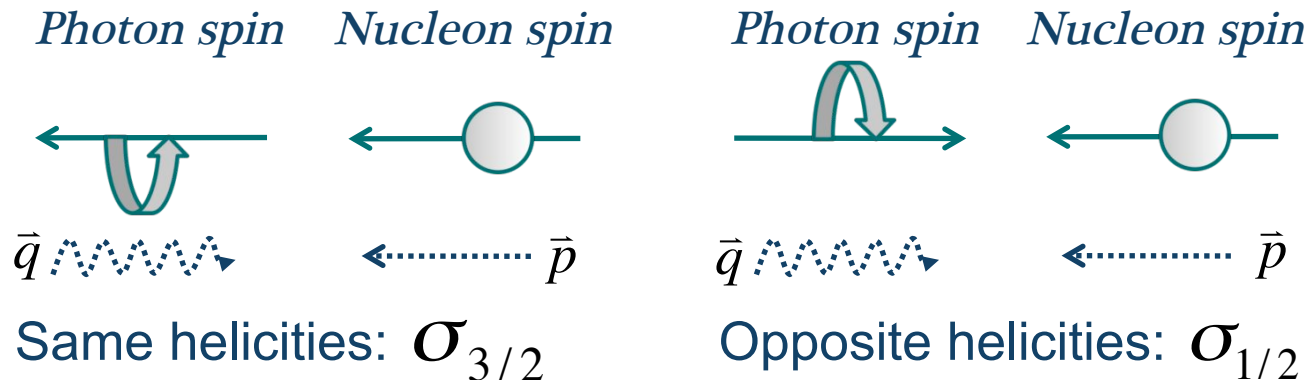 Photon spin Nucleon spin Photon spin Nucleon spin
q⃗ p⃗ q⃗ p⃗
Same helicities: σ3/2 Opposite helicities: σ1/2